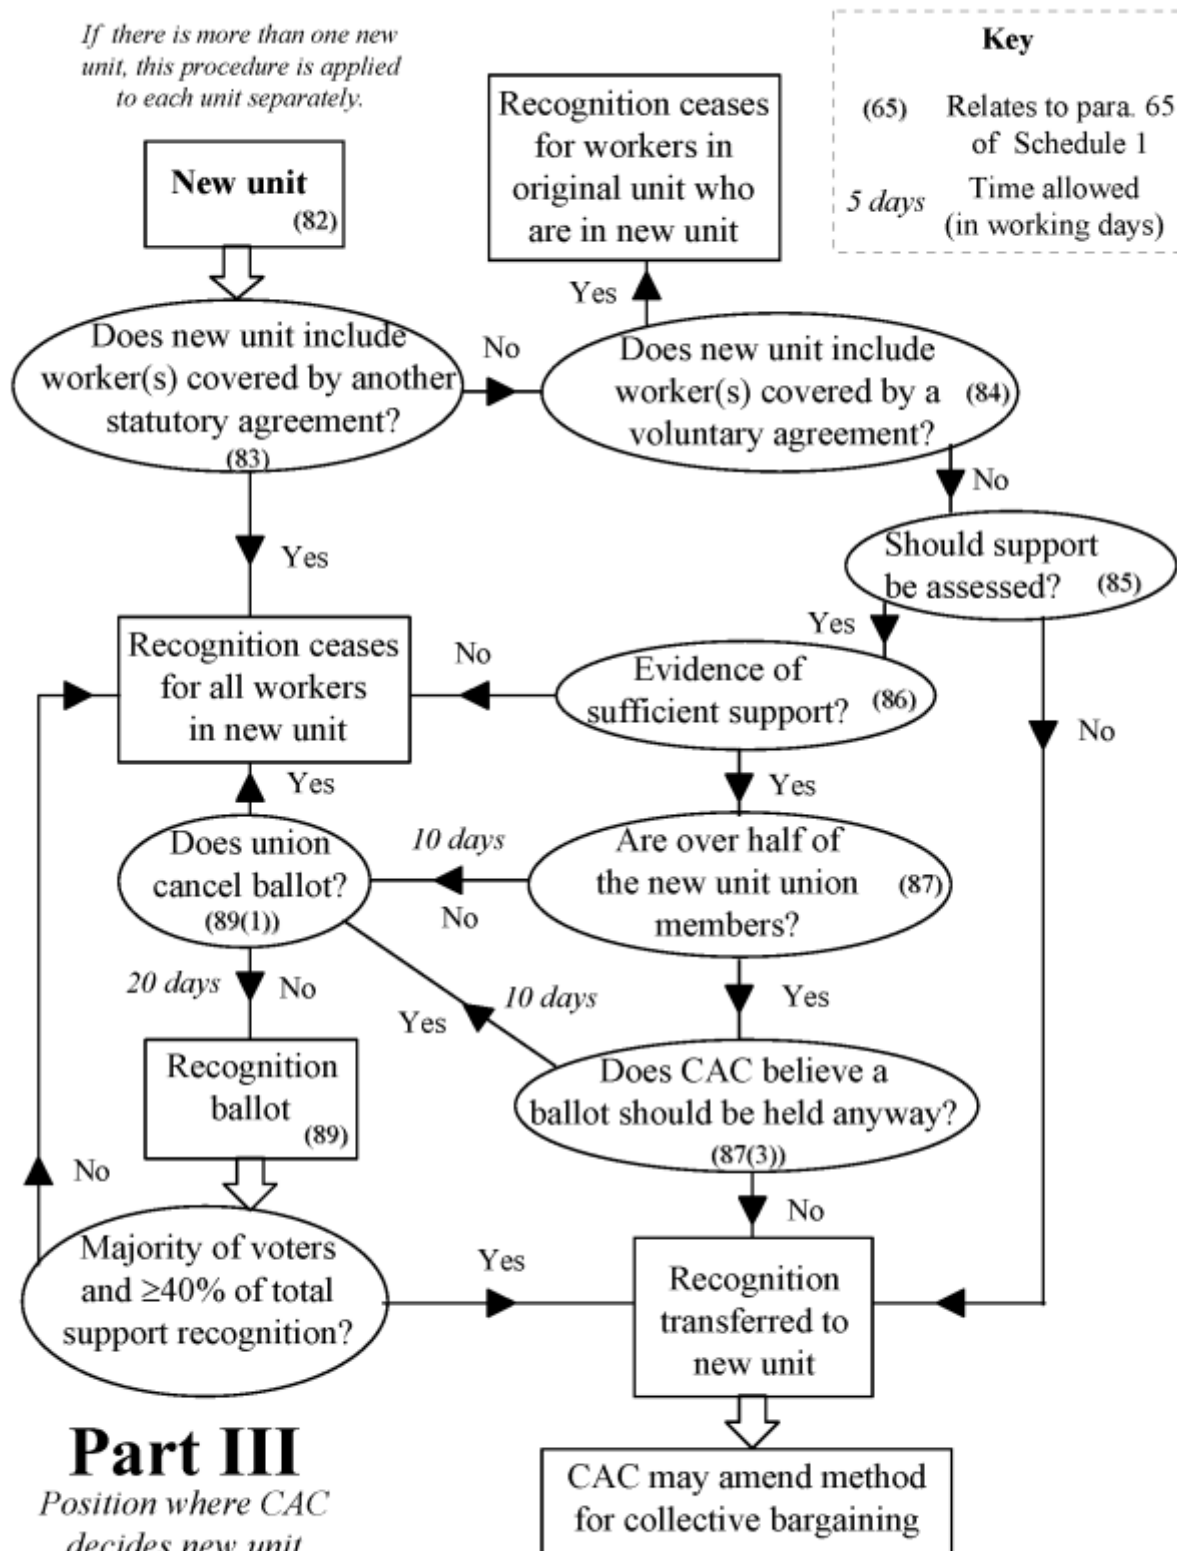 If there is more than one new
unit, this procedure is applied
to each unit separately.
Key
(65) Relates to para. 65
of Schedule 1
5 days Time allowed
(in working days)
New unit
(82)
Recognition ceases
for workers in
original unit who
are in new unit
Yes
Does new unit include
worker(s) covered by another
statutory agreement?
(83)
No
Does new unit include
worker(s) covered by a (84)
voluntary agreement?
No
Yes
Should support
be assessed? (85)
Yes
No
Recognition ceases
for all workers
in new unit
No
Evidence of
sufficient support? (86)
Yes
Yes
Does union
cancel ballot?
(89(1))
10 days
No
Are over half of
the new unit union (87)
members?
20 days No
Yes
10 days
Yes
Recognition
ballot
(89)
Does CAC believe a
ballot should be held anyway?
(87(3))
No
No
Majority of voters
and ≥40% of total
support recognition?
Yes
Recognition
transferred to
new unit
Part III
Position where CAC
decides new unit
CAC may amend method
for collective bargaining